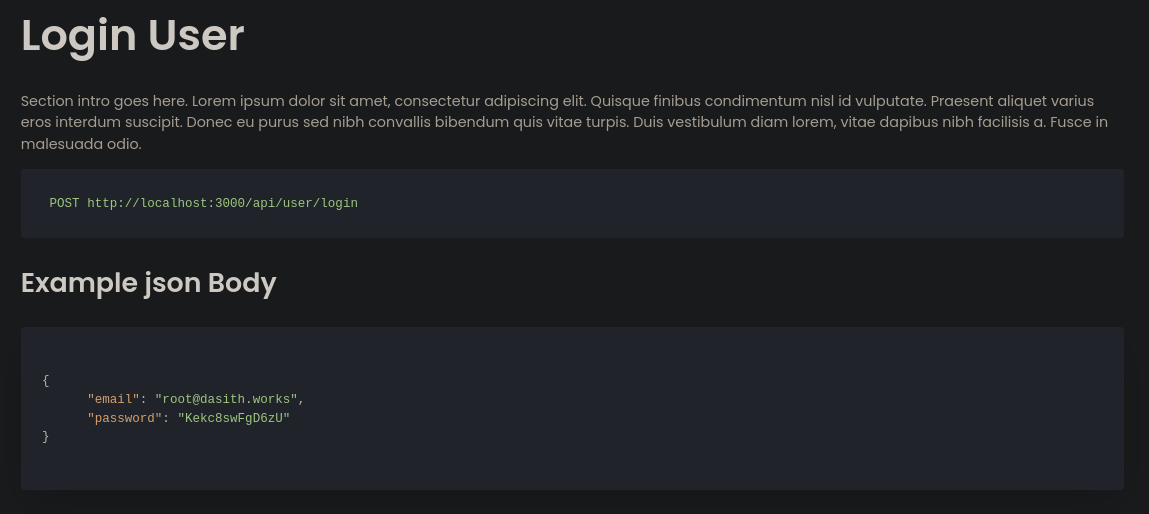 Login User
Section intro goes here. Lorem ipsum dolor sit amet, consectetur adipiscing elit. Quisque finibus condimentum nisl id vulputate. Praesent aliquet varius
eros interdum suscipit. Donec eu purus sed nibh convallis bibendum quis vitae turpis. Duis vestibulum diam lorem, vitae dapibus nibh facilisis a. Fusce in
malesuada odio.
POST http://localhost:3000/api/user/login
Example json Body
{
"email": "root@dasith.works",
"password": "Kekc8swFgD6zU"
}